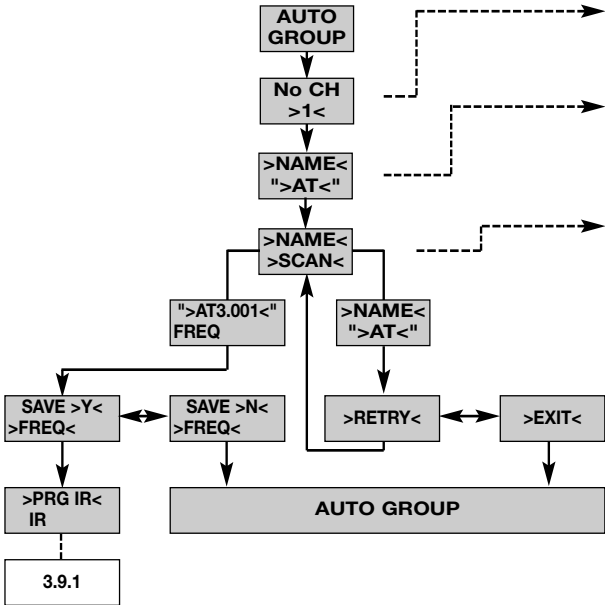 AUTO
GROUP
No CH
>1<
>NAME<
">AT<"
>NAME<
>SCAN<
">AT3.001<"
FREQ
>NAME<
">AT<"
SAVE >Y<
>FREQ<
SAVE >N<
>FREQ<
>RETRY<
>EXIT<
>PRG IR<
IR
AUTO GROUP
3.9.1